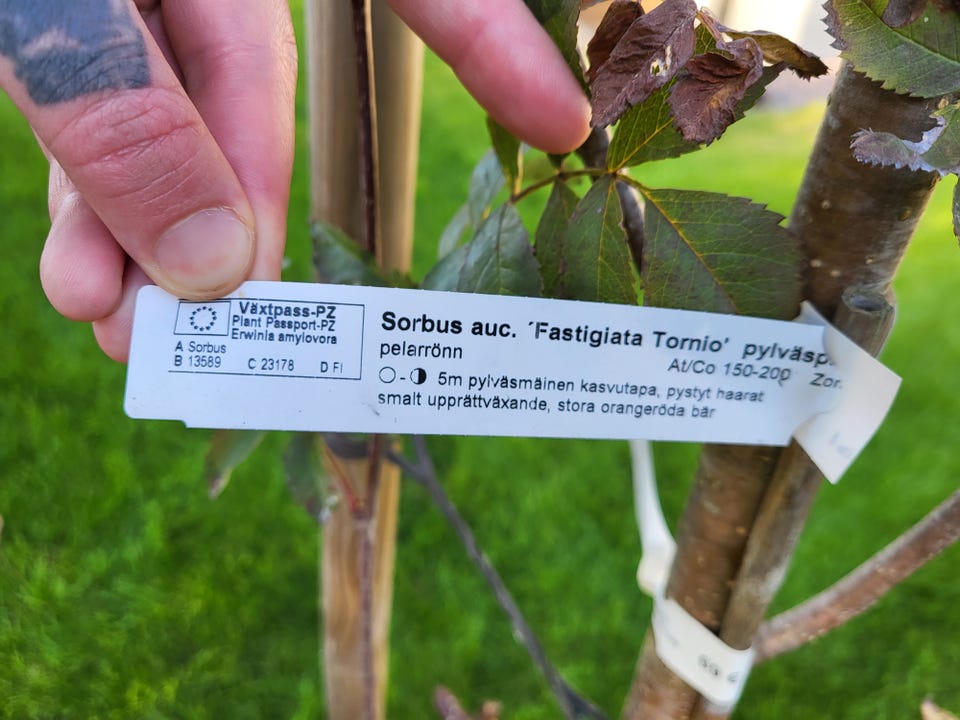 Växtpass-PZ
Plant Passport-PZ
Erwinia amylovora
A Sorbus
B 13589 C 23178 D FI
Sorbus auc. ´Fastigiata Tornio’
pelarrönn At/Co 150-200
5m pylväsmäinen kasvutapa, pystyt haarat
smalt upprättväxande, stora orangeröda bär